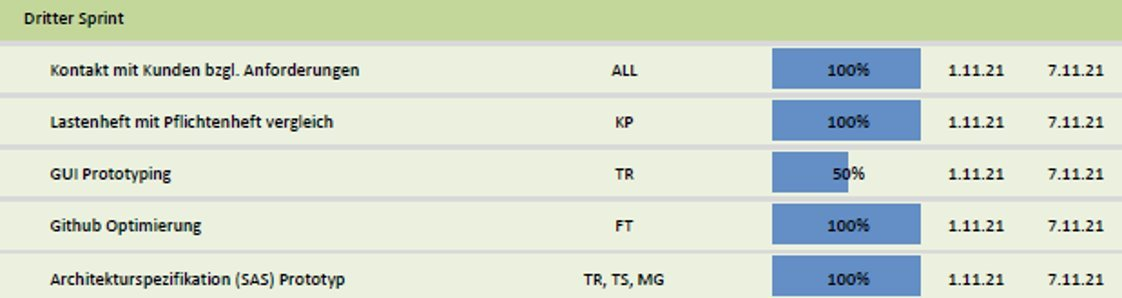 Dritter Sprint
Kontakt mit Kunden bzgl. Anforderungen ALL 100% 1.11.21 7.11.21
Lastenheft mit Pflichtenheft vergleich KP 100% 1.11.21 7.11.21
GUI Prototyping TR 50% 1.11.21 7.11.21
Github Optimierung FT 100% 1.11.21 7.11.21
Architekturspezifikation (SAS) Prototyp TR, TS, MG 100% 1.11.21 7.11.21